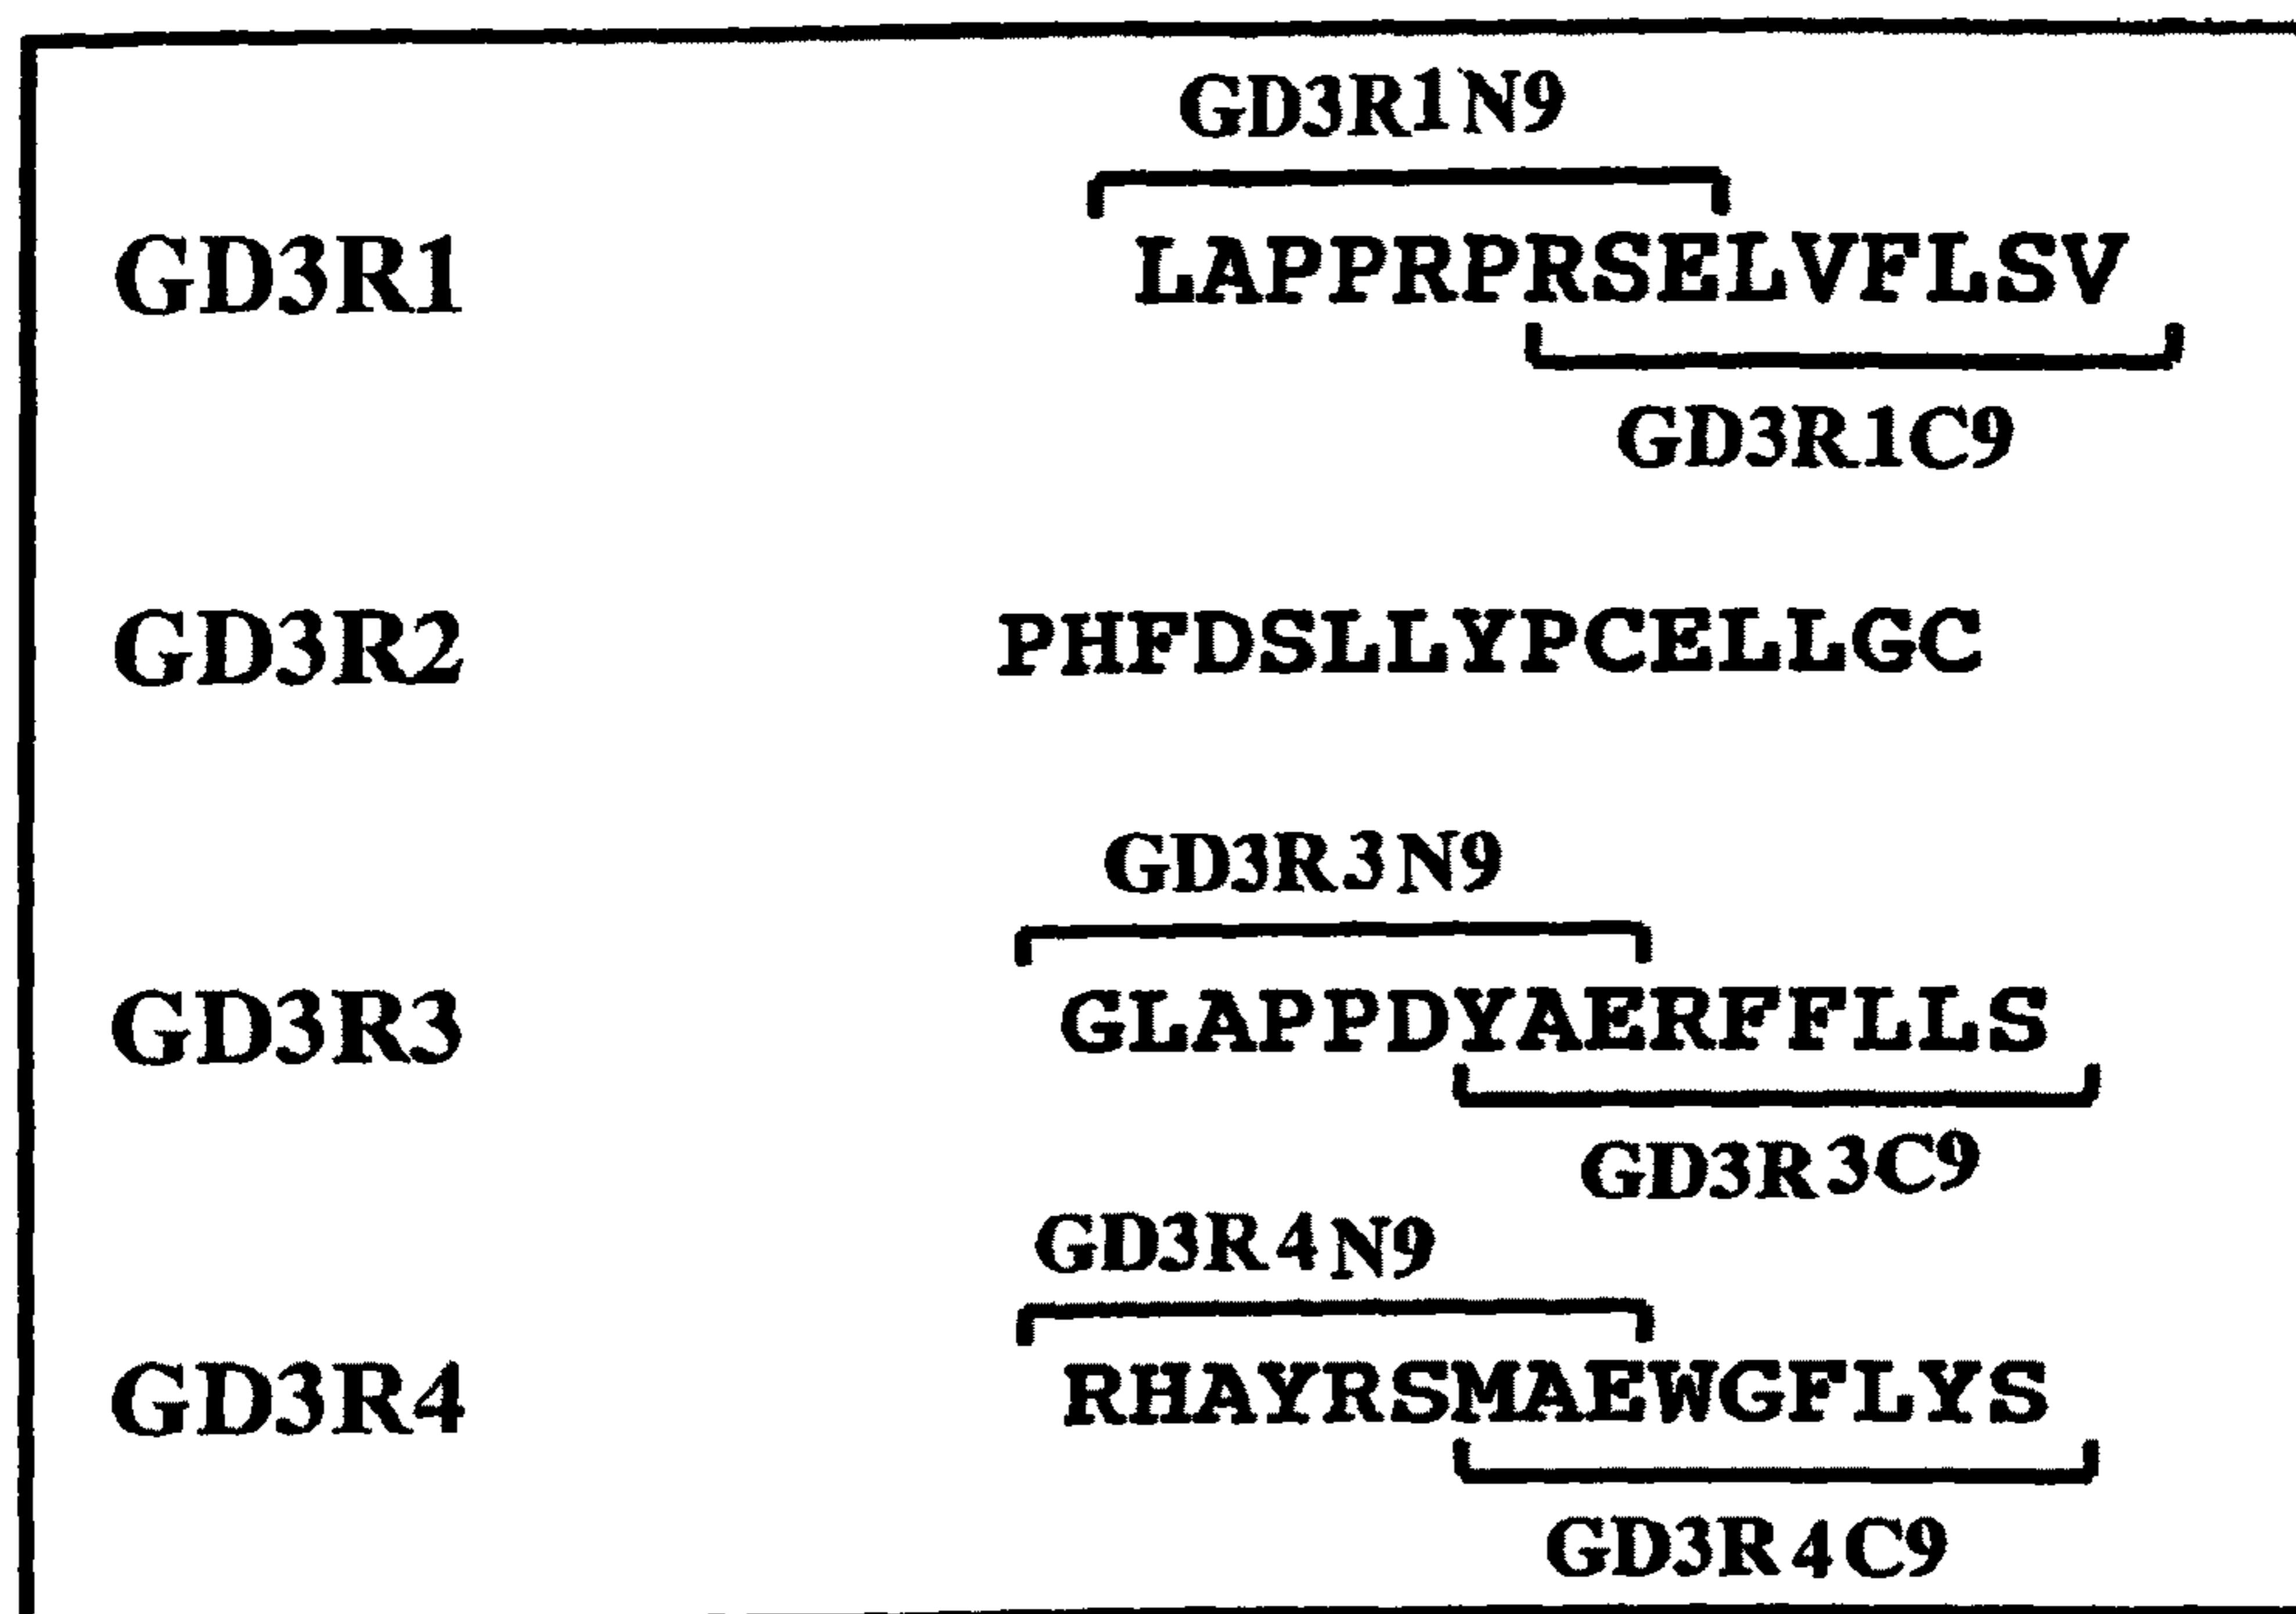 GD3R1N9
GD3R1 LAPPRPRSELVFLSV
GD3R1C9
GD3R2 PHFDSLLYPCELLGC
GD3R3N9
GD3R3 GLAPPDYAERFFLLS
GD3R3C9
GD3R4N9
GD3R4 RHAYRSMAEWGFLYS
GD3R4C9